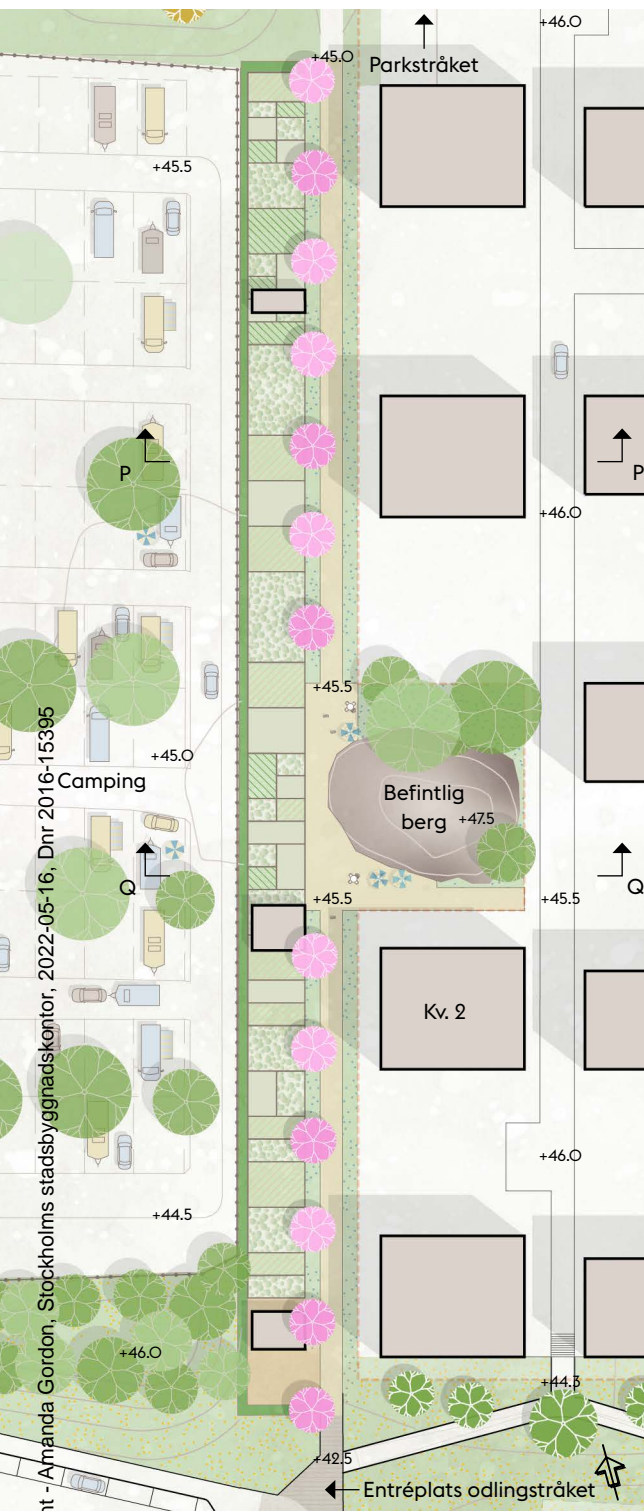 +46.0
+45.0
Parkstråket
+45.5
P
P
+46.0
+45.5
+45.0
Camping
Befintlig
berg
+47.5
Q
Q
+45.5
+45.5
Kv. 2
+46.0
+44.5
+46.0
+44.3
+42.5
Entréplats odlingstråket
nt - Amanda Gordon, Stockholms stadsbyggnadskontor, 2022-05-16, Dnr 2016-15395